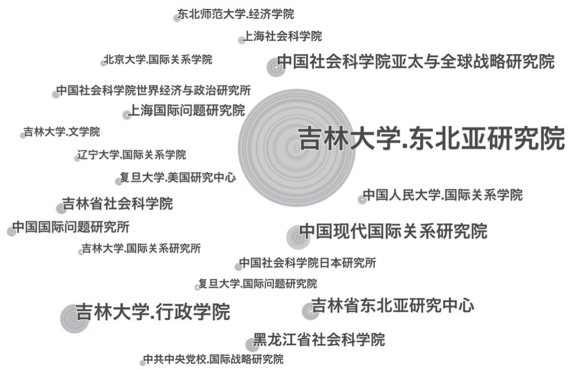 东北师范大学.经济学院
上海社会科学院
北京大学.国际关系学院
中国社会科学院亚太与全球战略研究院
中国社会科学院世界经济与政治研究所
上海国际问题研究院
吉林大学.文学院
吉林大学.东北亚研究院
辽宁大学.国际关系学院
复旦大学.美国研究中心
中国人民大学.国际关系学院
吉林省社会科学院
中国国际问题研究所
中国现代国际关系研究院
吉林大学.国际关系研究所
中国社会科学院日本研究所
复旦大学.国际问题研究院
吉林大学.行政学院
吉林省东北亚研究中心
黑龙江省社会科学院
中共中央党校.国际战略研究院